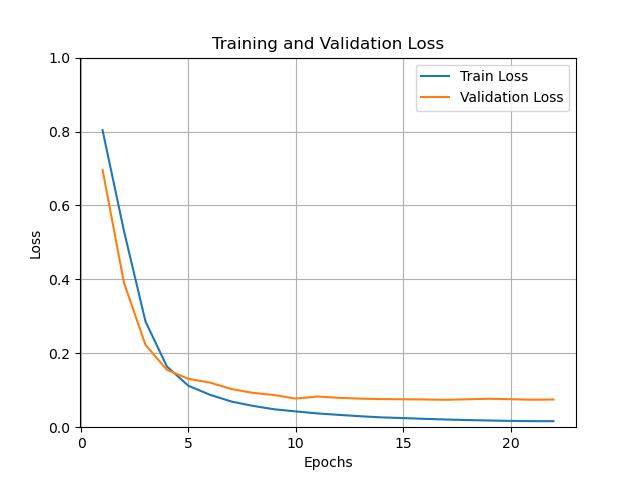 Training and Validation Loss
Train Loss
Validation Loss
1.0
0.8
0.6
0.4
0.2
0.0
Loss
0 5 10 15 20
Epochs